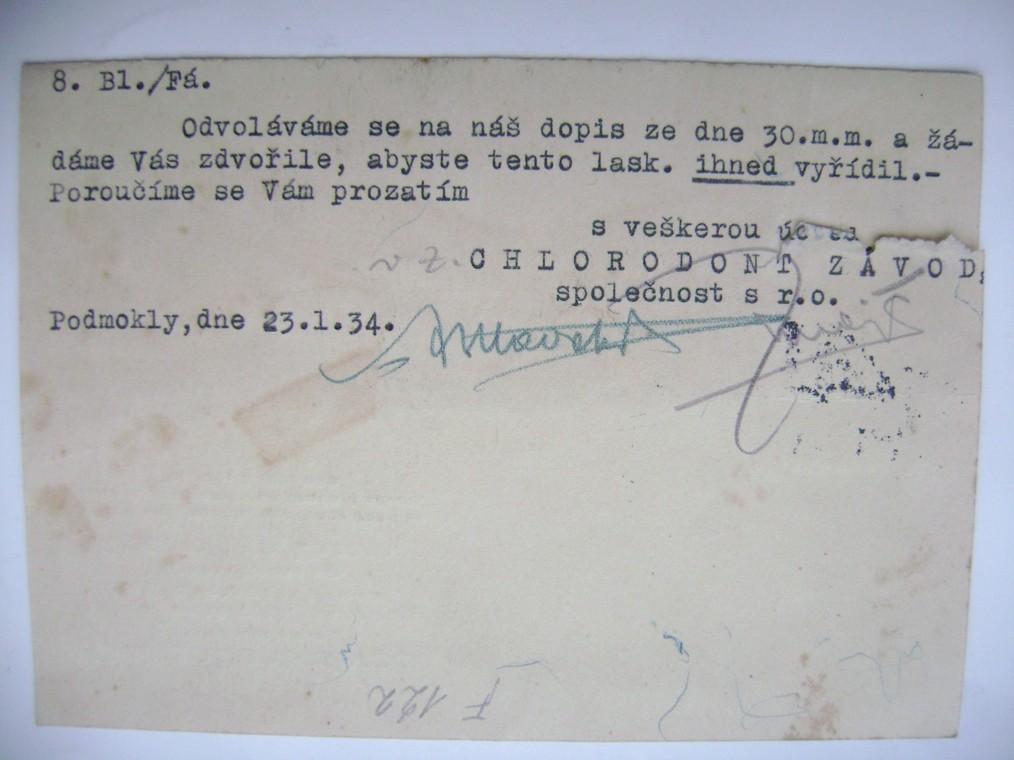 8. Bl./Fá.
Odvoláváme se na náš dopis ze dne 30.m.m. a žá-
dáme Vás zdvořile, abyste tento lask. ihned vyřídil.-
Poroučíme se Vám prozatím
s veškerou
v z. CHLORODONT ZÁVOD,
společnost s r.o.
Podmokly,dne 23.1.34.
F 122